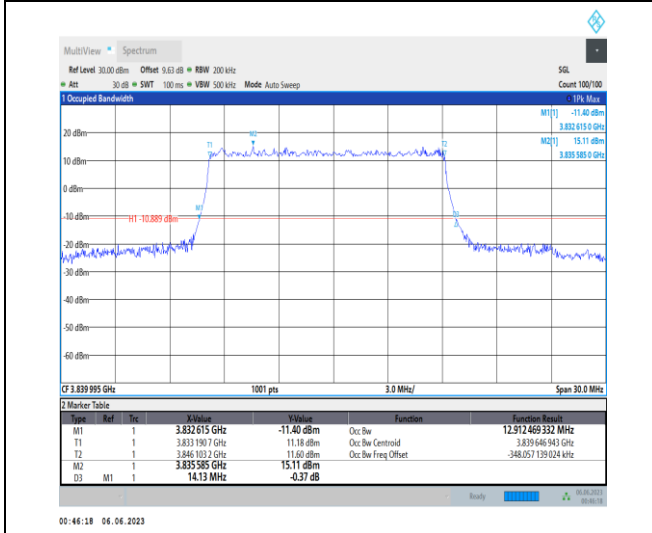 MultiView Spectrum
Ref Level 30.00 dBm Offset 9.63 dB RBW 200 kHz SGL
Att 30 dB SWT 100 ms VBW 500 kHz Mode Auto Sweep Count 100/100
1 Occupied Bandwidth 1Pk Max
M1[1] -11.40 dBm
3.832 615 0 GHz
M2[1] 15.11 dBm
3.835 585 0 GHz
20 dBm
T1 M2 T2
10 dBm
0 dBm
M1
-10 dBm
H1 -10.889 dBm
-20 dBm
-30 dBm
-40 dBm
-50 dBm
-60 dBm
CF 3.839 995 GHz 1001 pts 3.0 MHz/ Span 30.0 MHz
2 Marker Table
Type Ref Trc X-Value Y-Value Function Function Result
M1 1 3.832 615 GHz -11.40 dBm Occ Bw 12.912 469 332 MHz
T1 1 3.833 190 7 GHz 11.18 dBm Occ Bw Centroid 3.839 646 943 GHz
T2 1 3.846 103 2 GHz 11.60 dBm Occ Bw Freq Offset -348.057 139 024 kHz
M2 1 3.835 585 GHz 15.11 dBm
D3 M1 1 14.13 MHz -0.37 dB
Ready 06.06.2023
00:46:18
00:46:18 06.06.2023